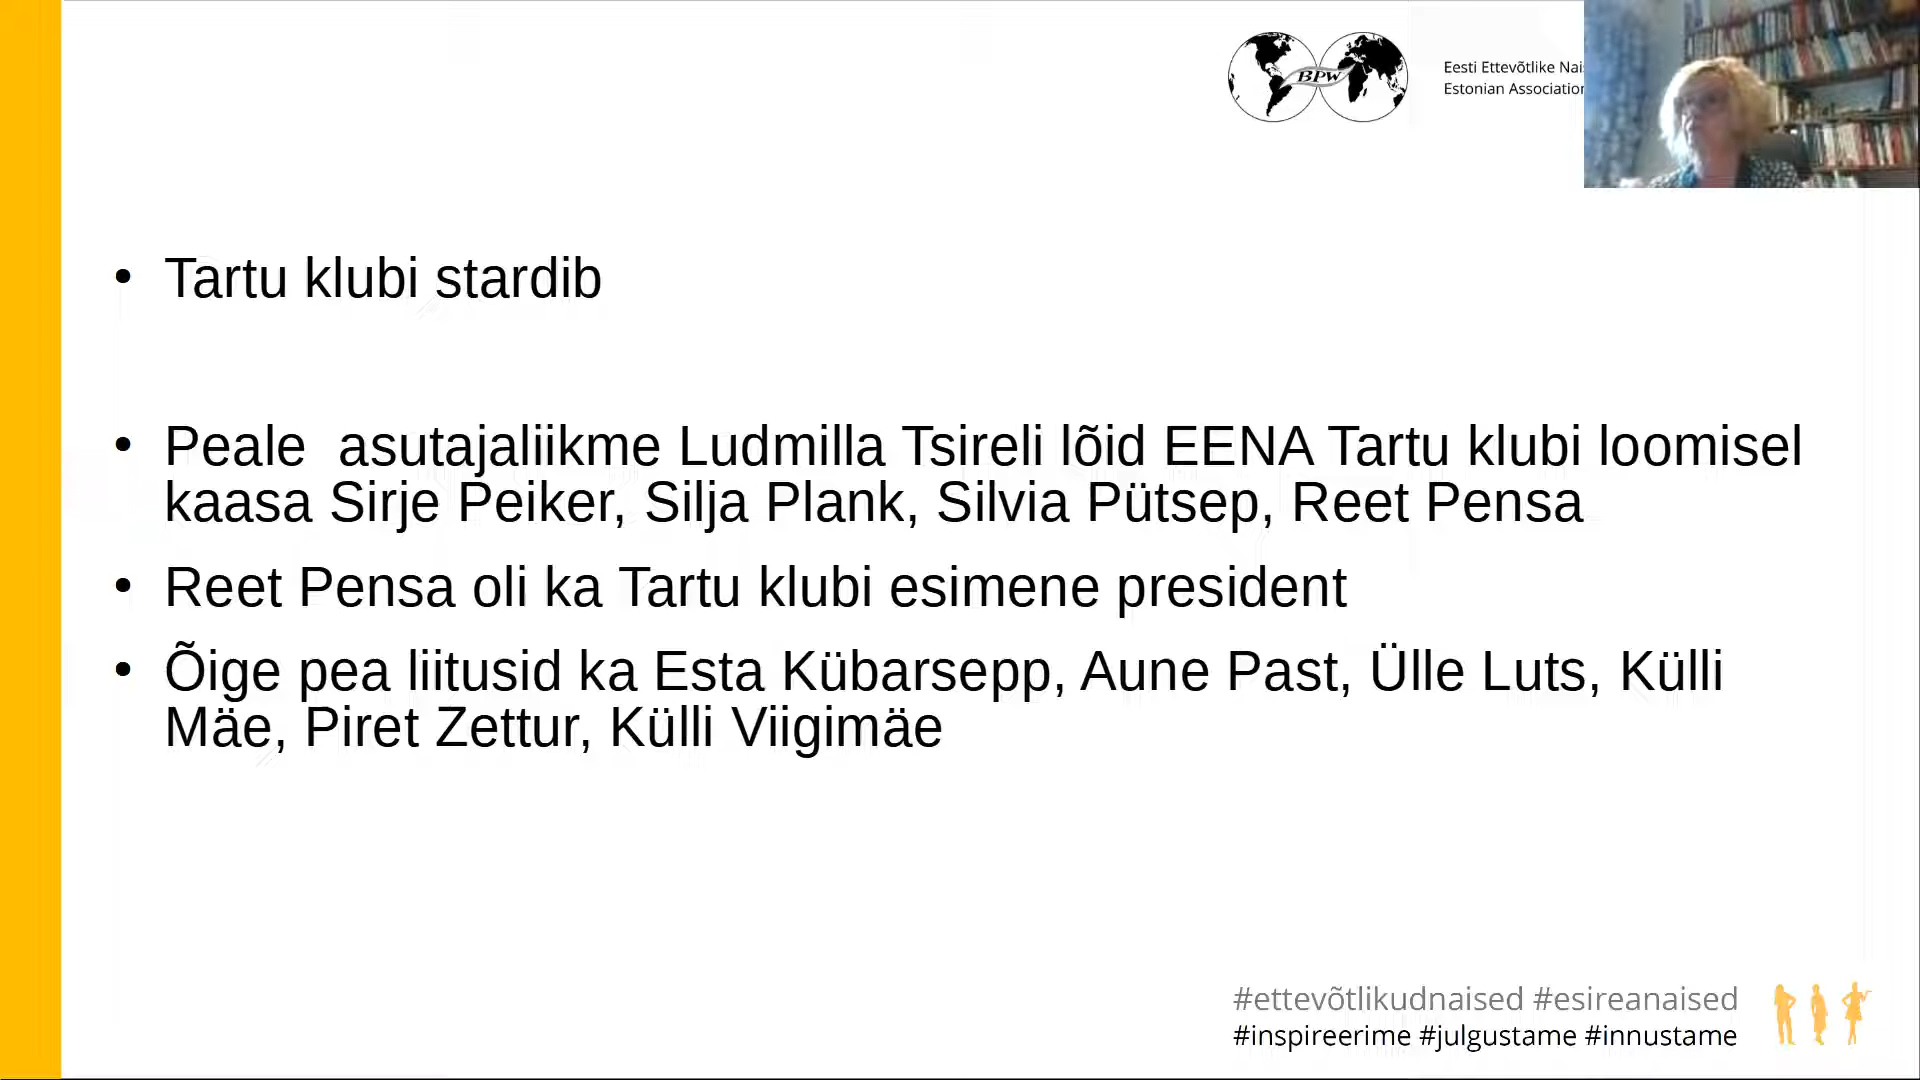 BPW
Eesti Ettevõtlike
Estonian
Tartu klubi stardib
Peale asutajaliikme Ludmilla Tsireli lõid EENA Tartu klubi loomisel
kaasa Sirje Peiker, Silja Plank, Silvia Pütsep, Reet Pensa
Reet Pensa oli ka Tartu klubi esimene president
Õige pea liitusid ka Esta Kübarsepp, Aune Past, Ülle Luts, Külli
Mäe, Piret Zettur, Külli Viigimäe
#ettevõtlikudnaised #esireanaised
#inspireerime #julgustame #innustame